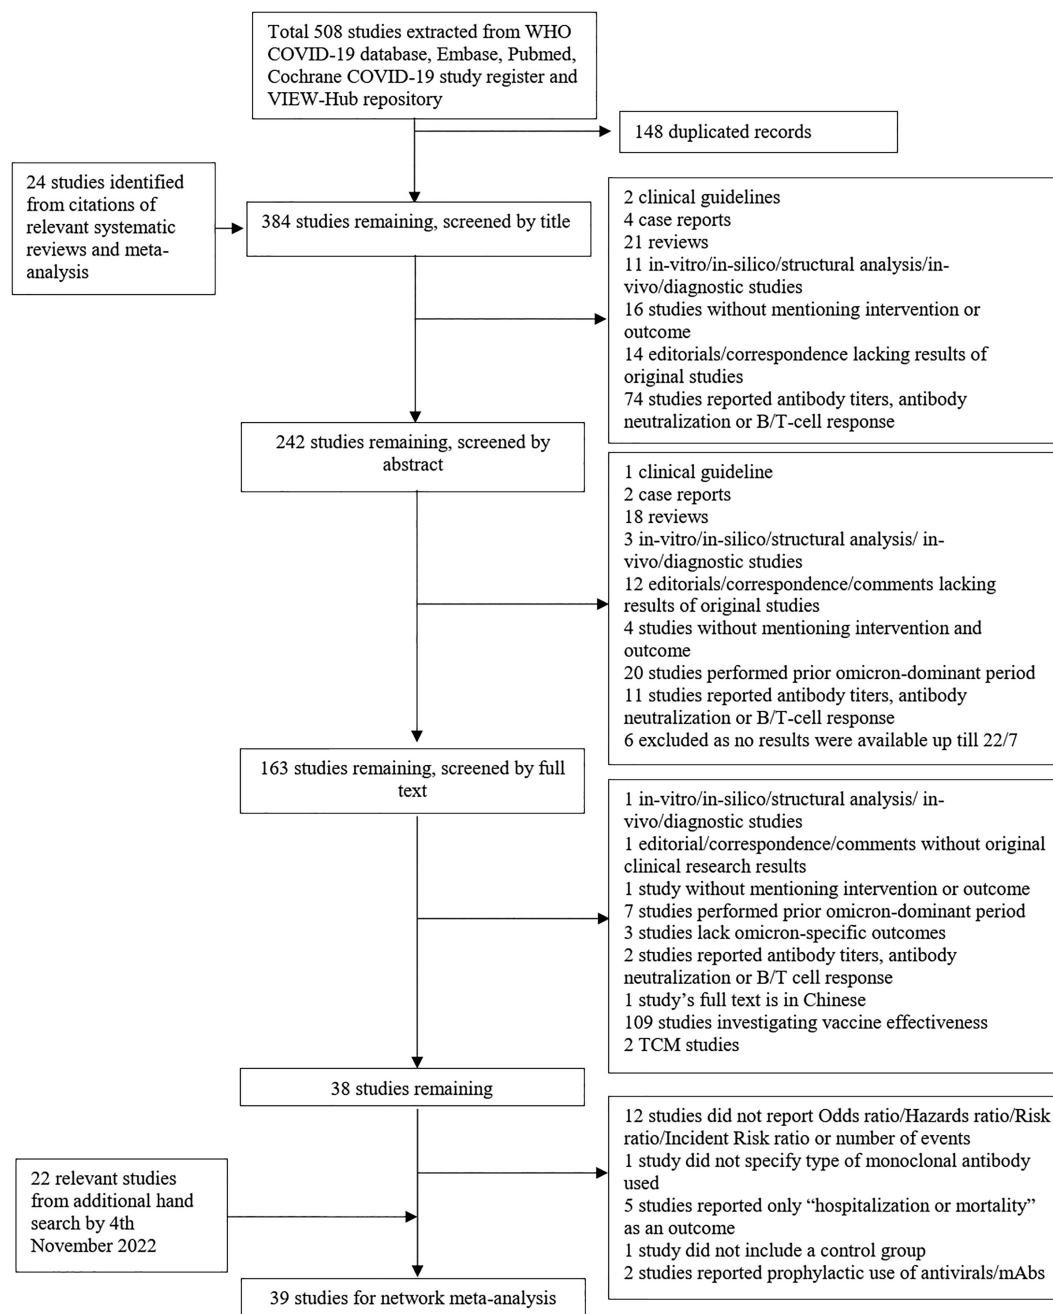 Total 508 studies extracted from WHO
COVID-19 database, Embase, Pubmed,
Cochrane COVID-19 study register and
VIEW-Hub repository
148 duplicated records
24 studies identified
from citations of
relevant systematic
reviews and meta-
analysis
384 studies remaining, screened by title
2 clinical guidelines
4 case reports
21 reviews
11 in-vitro/in-silico/structural analysis/in-
vivo/diagnostic studies
16 studies without mentioning intervention or
outcome
14 editorials/correspondence lacking results of
original studies
74 studies reported antibody titers, antibody
neutralization or B/T-cell response
242 studies remaining, screened by
abstract
1 clinical guideline
2 case reports
18 reviews
3 in-vitro/in-silico/structural analysis/ in-
vivo/diagnostic studies
12 editorials/correspondence/comments lacking
results of original studies
4 studies without mentioning intervention and
outcome
20 studies performed prior omicron-dominant period
11 studies reported antibody titers, antibody
neutralization or B/T-cell response
6 excluded as no results were available up till 22/7
163 studies remaining, screened by full
text
1 in-vitro/in-silico/structural analysis/ in-
vivo/diagnostic studies
1 editorial/correspondence/comments without original
clinical research results
1 study without mentioning intervention or outcome
7 studies performed prior omicron-dominant period
3 studies lack omicron-specific outcomes
2 studies reported antibody titers, antibody
neutralization or B/T cell response
1 study’s full text is in Chinese
109 studies investigating vaccine effectiveness
2 TCM studies
38 studies remaining
12 studies did not report Odds ratio/Hazards ratio/Risk
ratio/Incident Risk ratio or number of events
1 study did not specify type of monoclonal antibody
used
5 studies reported only “hospitalization or mortality”
as an outcome
1 study did not include a control group
2 studies reported prophylactic use of antivirals/mAbs
22 relevant studies
from additional hand
search by 4th
November 2022
39 studies for network meta-analysis